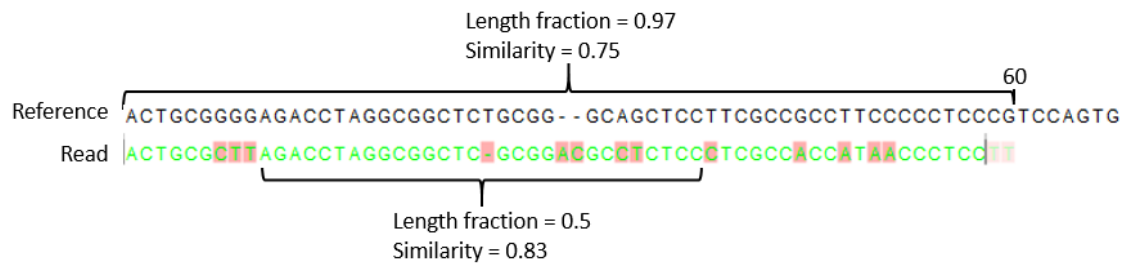 Length fraction = 0.97
Similarity = 0.75
60
Reference ACTGCGGGGAGACCTAGGCGGCTCTGCGG--GCAGCTCCTTCGCCGCCTTCCCCCTCCCGTCCAGTG
Read ACTGCGCTTAGACCTAGGCGGCTC-GCGGACGCCTCTCCCTCGCCACCATAACCCTCCTT
Length fraction = 0.5
Similarity = 0.83